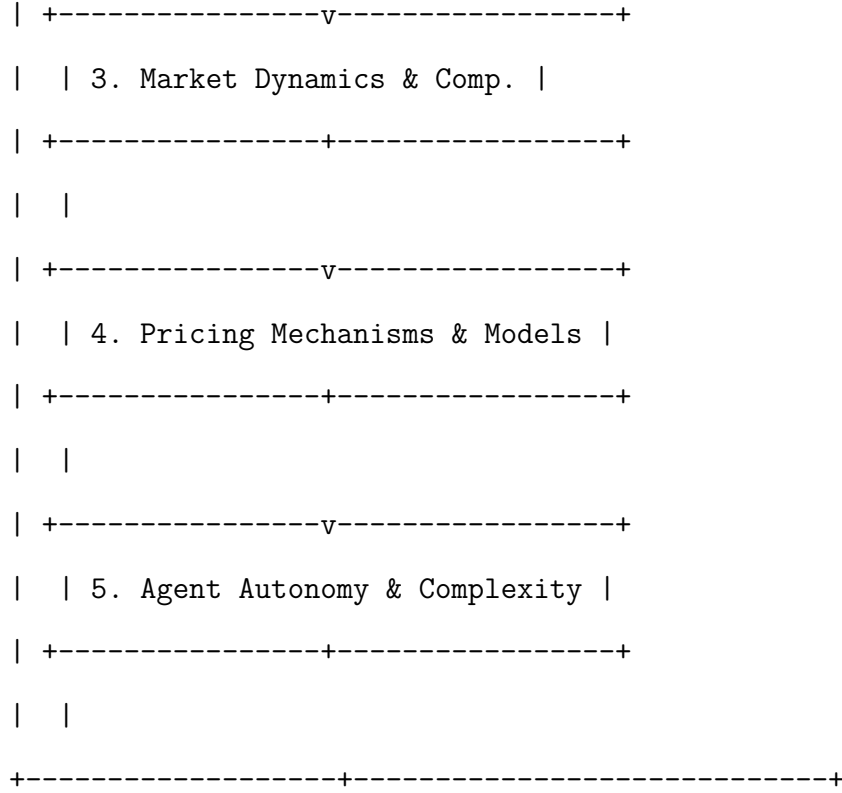 | +----------------v-----------------+
| | 3. Market Dynamics & Comp. |
| +----------------+-----------------+
| |
| +----------------v-----------------+
| | 4. Pricing Mechanisms & Models |
| +----------------+-----------------+
| |
| +----------------v-----------------+
| | 5. Agent Autonomy & Complexity |
| +----------------+-----------------+
| |
+-------------------+-----------------------------+